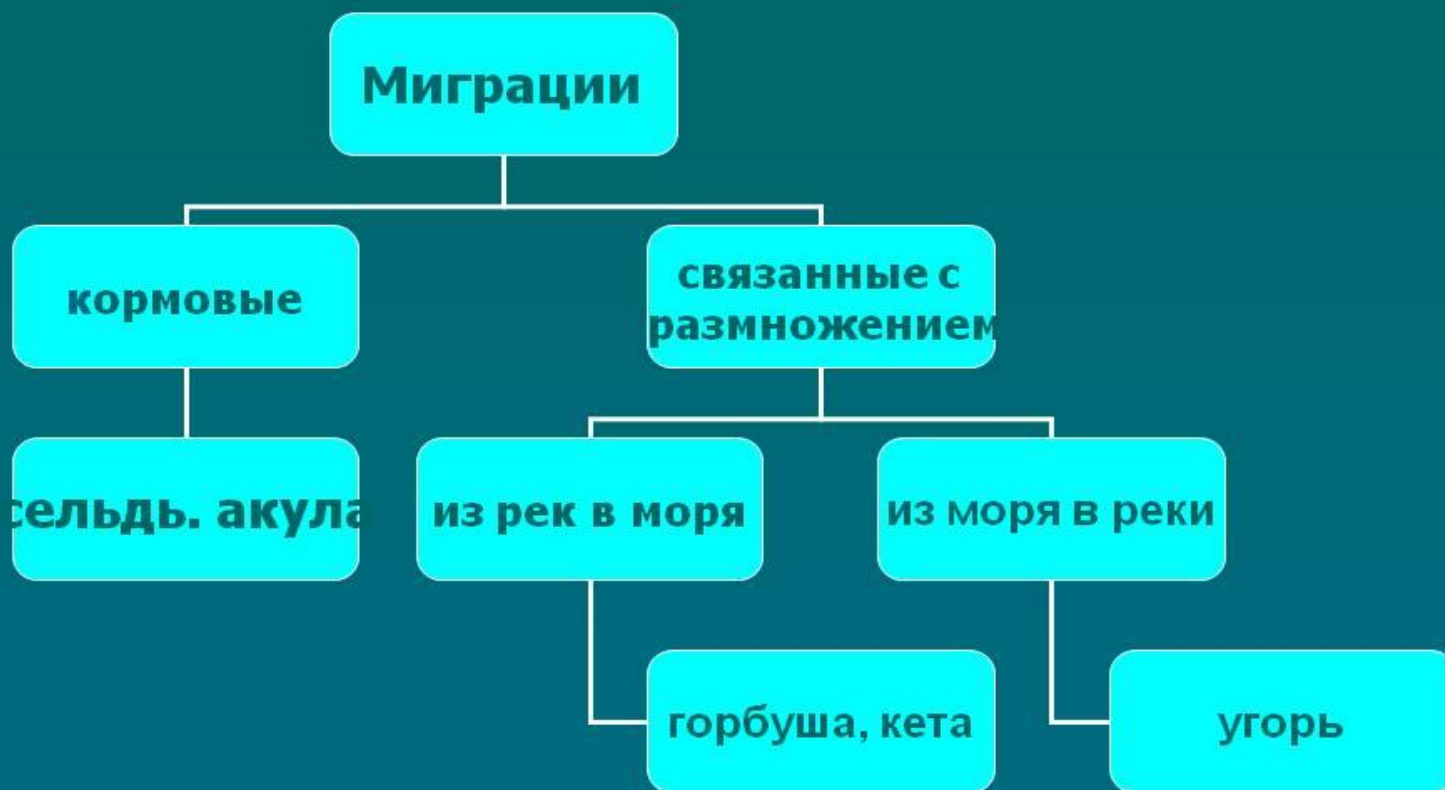 Миграции
кормовые
связанные с
размножением
сельдь. акула
из рек в моря
из моря в реки
горбуша, кета
угорь